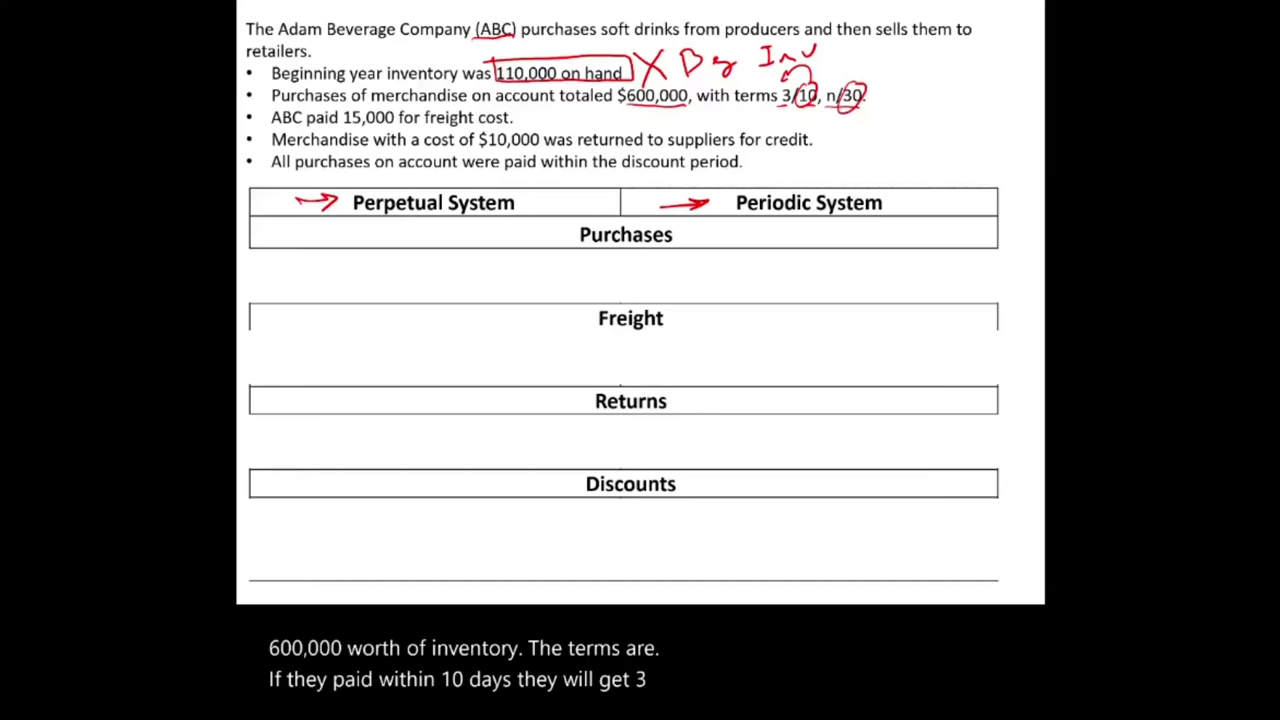 The Adam Beverage Company (ABC) purchases soft drinks from producers and then sells them to
retailers.
• Beginning year inventory was 110,000 on hand X Beg Inv
• Purchases of merchandise on account totaled $600,000, with terms 3/10, n/30.
• ABC paid 15,000 for freight cost.
• Merchandise with a cost of $10,000 was returned to suppliers for credit.
• All purchases on account were paid within the discount period.
Perpetual System Periodic System
Purchases
Freight
Returns
Discounts
600,000 worth of inventory. The terms are.
If they paid within 10 days they will get 3